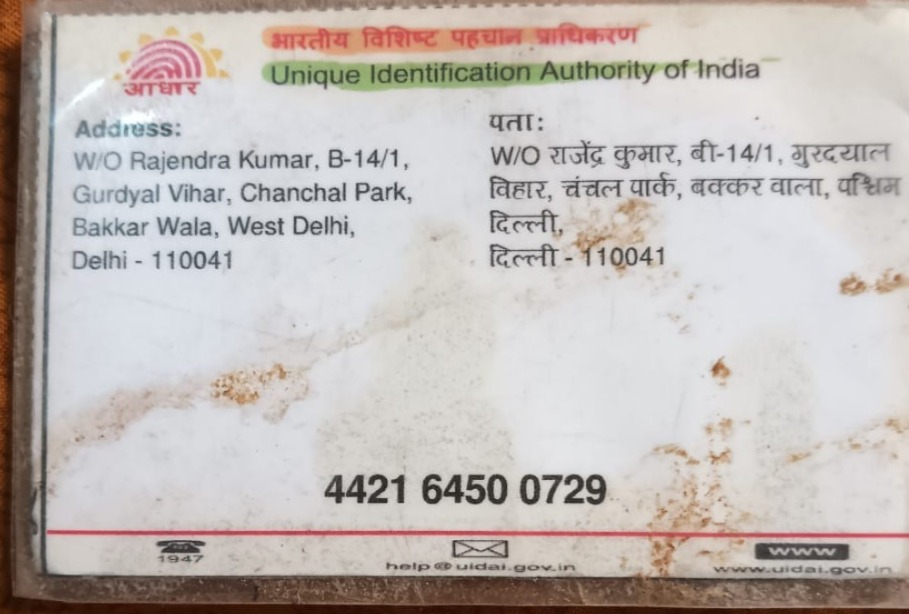 भारतीय विशिष्ट पहचान प्राधिकरण
Unique Identification Authority of India
आधार
Address:
W/O Rajendra Kumar, B-14/1,
Gurdyal Vihar, Chanchal Park,
Bakkar Wala, West Delhi,
Delhi - 110041
पता:
W/O राजेंद्र कुमार, बी-14/1, गुरदयाल
विहार, चंचल पार्क, बक्कर वाला, पश्चिम
दिल्ली,
दिल्ली - 110041
4421 6450 0729
1947
help@uidai.gov.in
www
www.uidai.gov.in